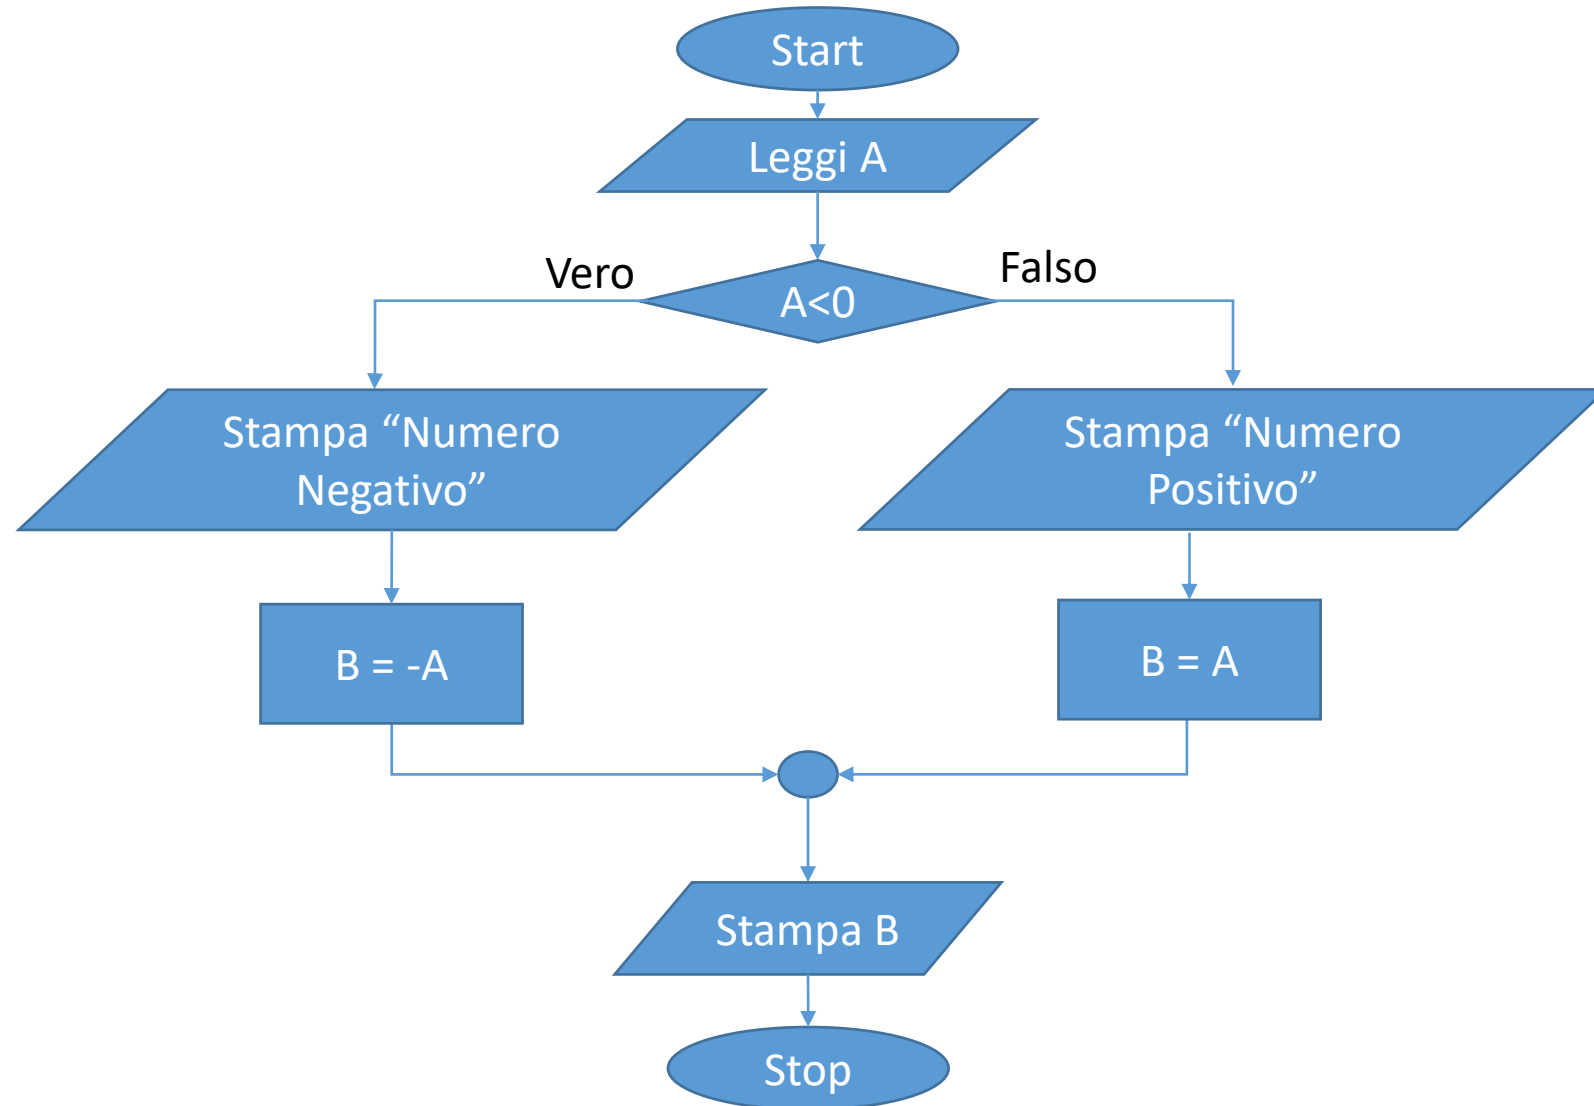 Start
Leggi A
Vero
Falso
A<0
Stampa “Numero
Negativo”
Stampa “Numero
Positivo”
B = -A
B = A
Stampa B
Stop